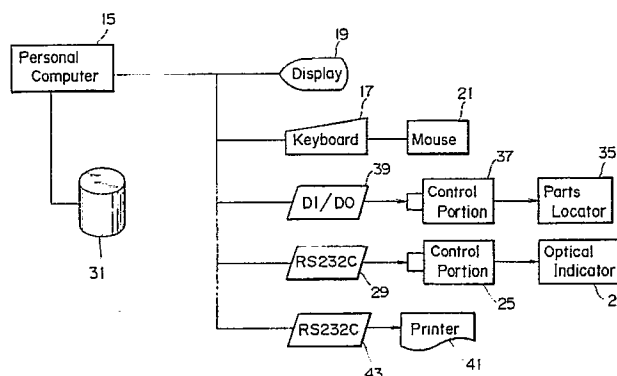 15
19
Personal
Computer
Display
17
21
Keyboard
Mouse
39
37
35
DI/DO
Control
Portion
Parts
Locator
31
RS232C
Control
Portion
Optical
Indicator
29
25
2
RS232C
Printer
43
41